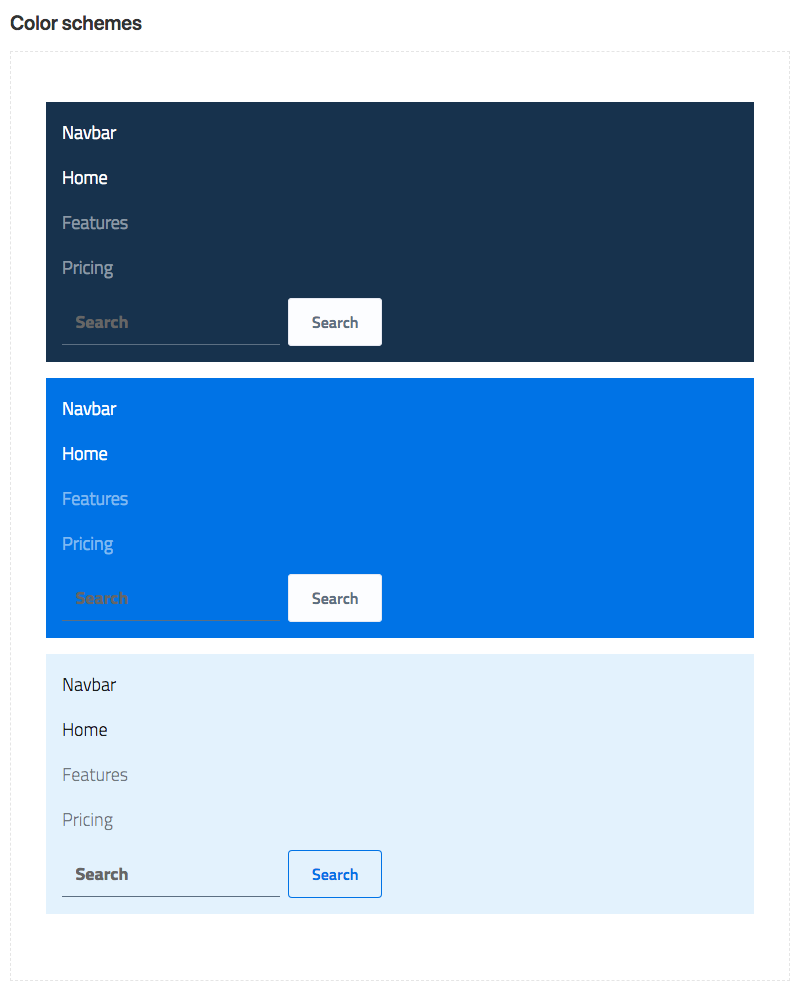 Color schemes
Navbar
Home
Features
Pricing
Search Search
Navbar
Home
Features
Pricing
Search Search
Navbar
Home
Features
Pricing
Search Search